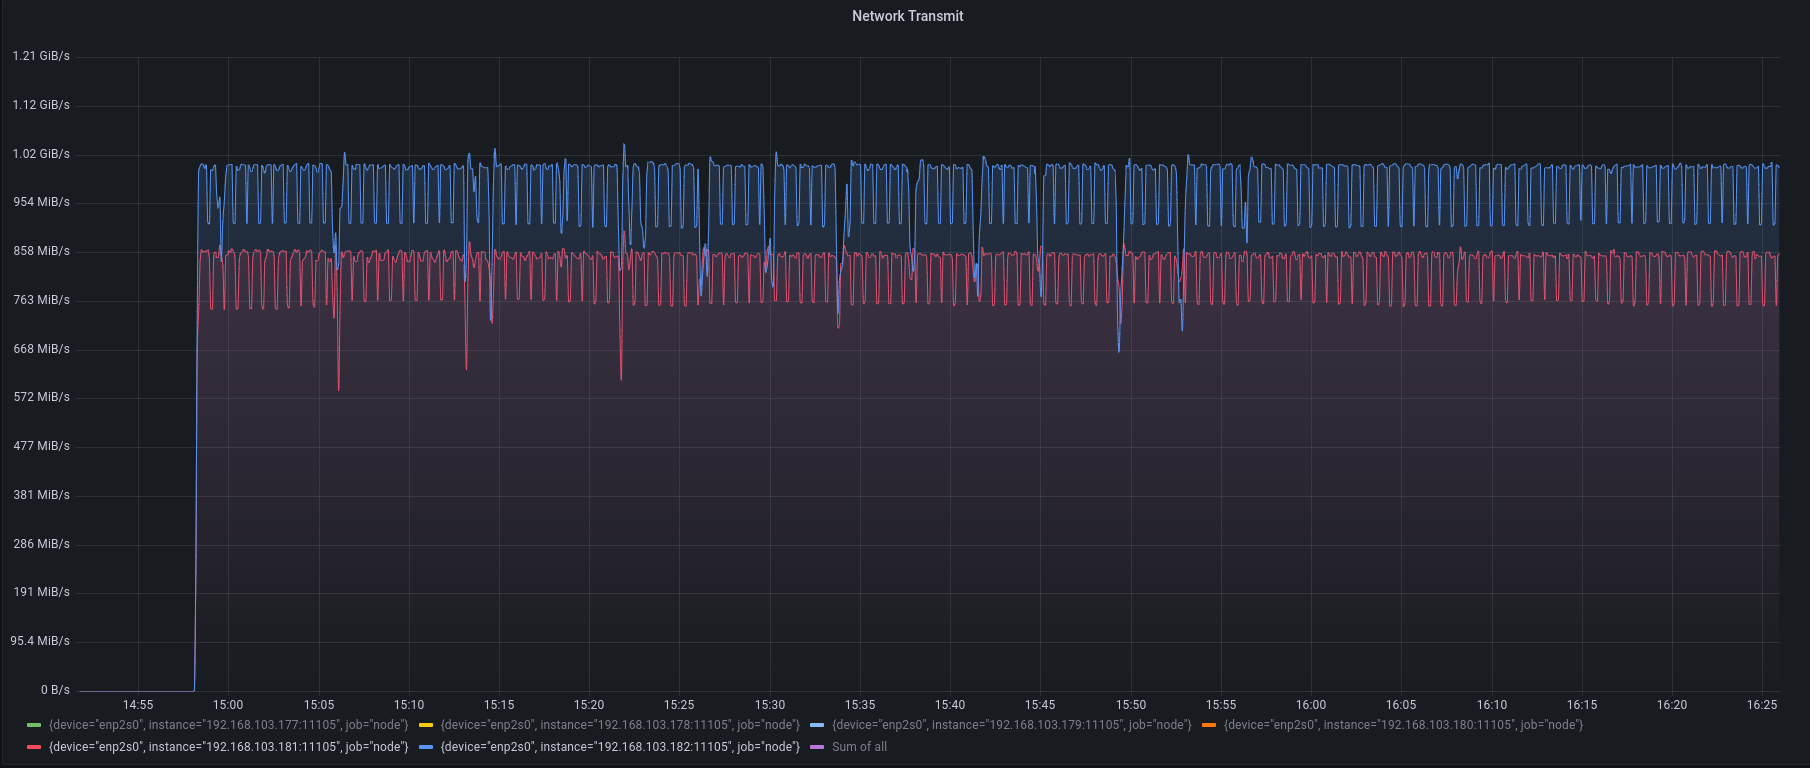 Network Transmit
1.21 GiB/s
1.12 GiB/s
1.02 GiB/s
954 MiB/s
858 MiB/s
763 MiB/s
668 MiB/s
572 MiB/s
477 MiB/s
381 MiB/s
286 MiB/s
191 MiB/s
95.4 MiB/s
0 B/s
14:55 15:00 15:05 15:10 15:15 15:20 15:25 15:30 15:35 15:40 15:45 15:50 15:55 16:00 16:05 16:10 16:15 16:20 16:25
{device="enp2s0", instance="192.168.103.177:11105", job="node"} {device="enp2s0", instance="192.168.103.178:11105", job="node"} {device="enp2s0", instance="192.168.103.179:11105", job="node"} {device="enp2s0", instance="192.168.103.180:11105", job="node"}
{device="enp2s0", instance="192.168.103.181:11105", job="node"} {device="enp2s0", instance="192.168.103.182:11105", job="node"} Sum of all